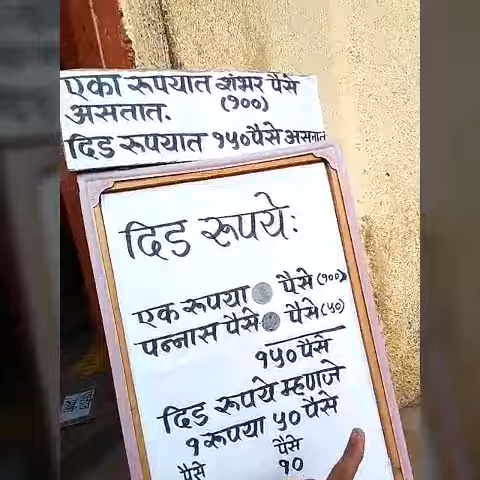 एका रूपयात शंभर पैसे
(१००)
असतात.
दिड रूपयात १५० पैसे असतात
दिड रूपये:
एक रूपया पैसे (१००)
पन्नास पैसे पैसे (५०)
१५० पैसे
दिड रूपये म्हणजे
१ रूपया ५० पैसे
पैसे पैसे
१०